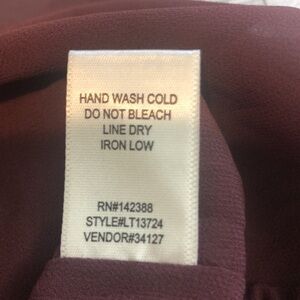 HAND WASH COLD
DO NOT BLEACH
LINE DRY
IRON LOW
RN#142388
STYLE#LT13724
VENDOR#34127